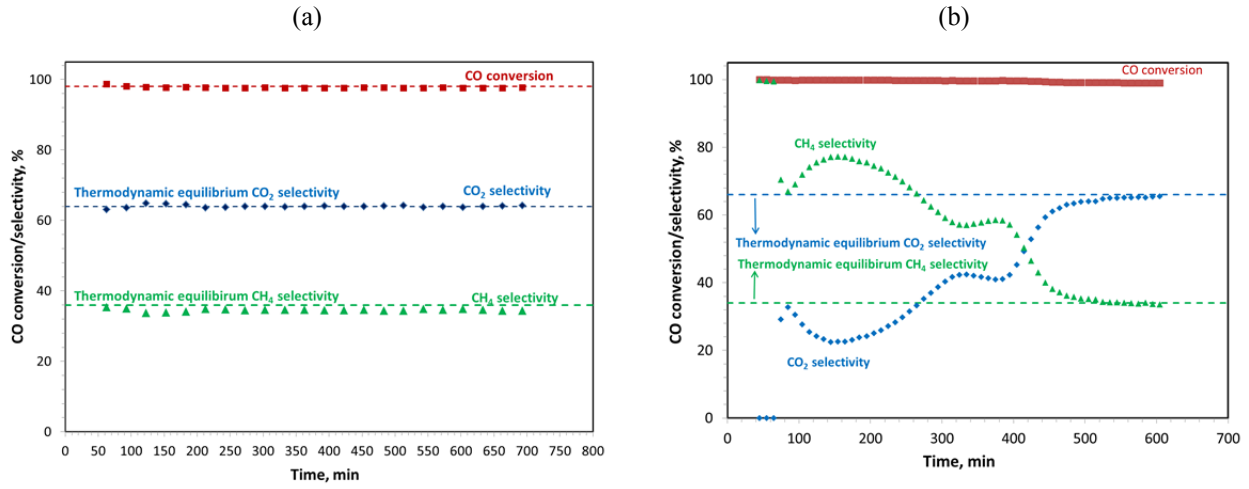 (a)
(b)
CO conversion/selectivity, %
100
80
60
40
20
0
CO conversion
Thermodynamic equilibrium CO₂ selectivity
CO₂ selectivity
Thermodynamic equilibirum CH₄ selectivity
CH₄ selectivity
0 50 100 150 200 250 300 350 400 450 500 550 600 650 700 750 800
Time, min
CO conversion/selectivity, %
100
80
60
40
20
0
CO conversion
CH₄ selectivity
Thermodynamic equilibrium CO₂ selectivity
Thermodynamic equilibrium CH₄ selectivity
CO₂ selectivity
0 100 200 300 400 500 600 700
Time, min